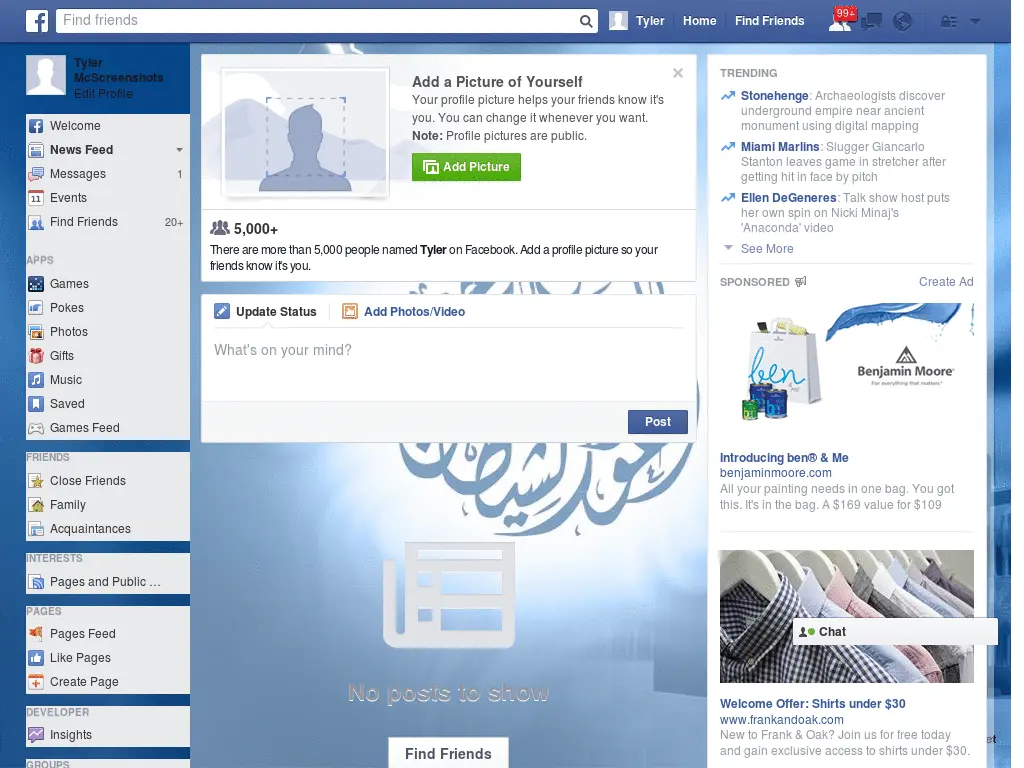 Find friends
Tyler
Home
Find Friends
99+
Tyler
McScreenshots
Edit Profile
Welcome
News Feed
Messages 1
11 Events
Find Friends 20+
APPS
Games
Pokes
Photos
Gifts
Music
Saved
Games Feed
FRIENDS
Close Friends
Family
Acquaintances
INTERESTS
Pages and Public ...
PAGES
Pages Feed
Like Pages
Create Page
DEVELOPER
Insights
GROUPS
Add a Picture of Yourself
Your profile picture helps your friends know it's
you. You can change it whenever you want.
Note: Profile pictures are public.
Add Picture
5,000+
There are more than 5,000 people named Tyler on Facebook. Add a profile picture so your
friends know it's you.
Update Status
Add Photos/Video
What's on your mind?
Post
No posts to show
Find Friends
TRENDING
Stonehenge: Archaeologists discover
underground empire near ancient
monument using digital mapping
Miami Marlins: Slugger Giancarlo
Stanton leaves game in stretcher after
getting hit in face by pitch
Ellen DeGeneres: Talk show host puts
her own spin on Nicki Minaj's
'Anaconda' video
See More
SPONSORED
Create Ad
ben
Benjamin Moore
For everything that matters.
Introducing ben® & Me
benjaminmoore.com
All your painting needs in one bag. You got
this. It's in the bag. A $169 value for $109
Chat
Welcome Offer: Shirts under $30
www.frankandoak.com
New to Frank & Oak? Join us for free today
and gain exclusive access to shirts under $30.
et